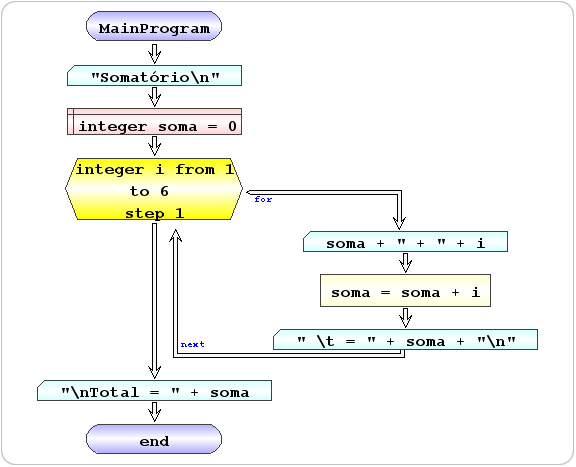 MainProgram
"Somatório\n"
integer soma = 0
integer i from 1
to 6
step 1
for
soma + " + " + i
soma = soma + i
" \t = " + soma + "\n"
next
"\nTotal = " + soma
end